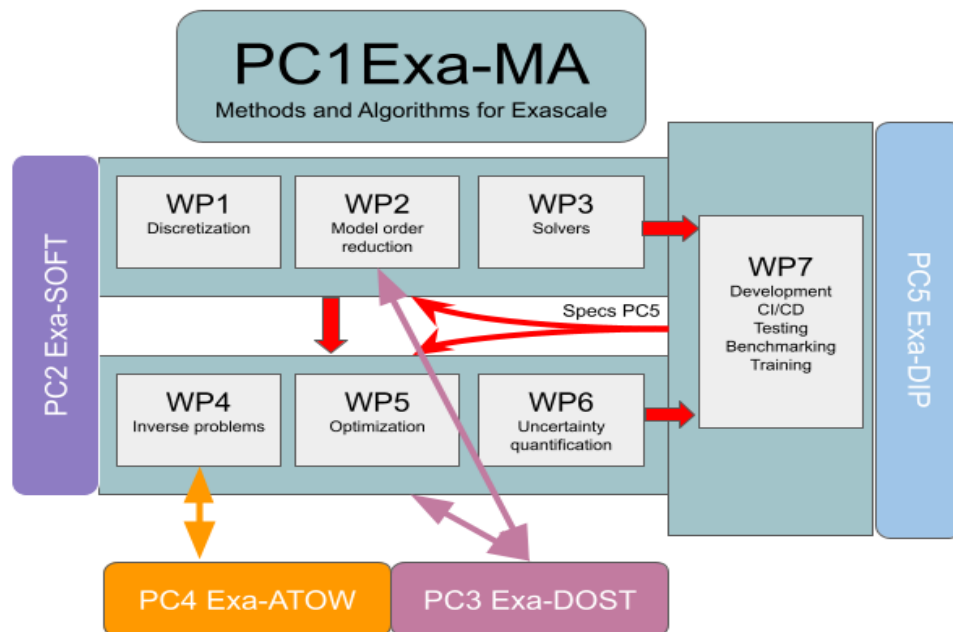 PC1Exa-MA
Methods and Algorithms for Exascale
PC2 Exa-SOFT
WP1
Discretization
WP2
Model order
reduction
WP3
Solvers
Specs PC5
WP4
Inverse problems
WP5
Optimization
WP6
Uncertainty
quantification
WP7
Development
CI/CD
Testing
Benchmarking
Training
PC5 Exa-DIP
PC4 Exa-ATOW
PC3 Exa-DOST